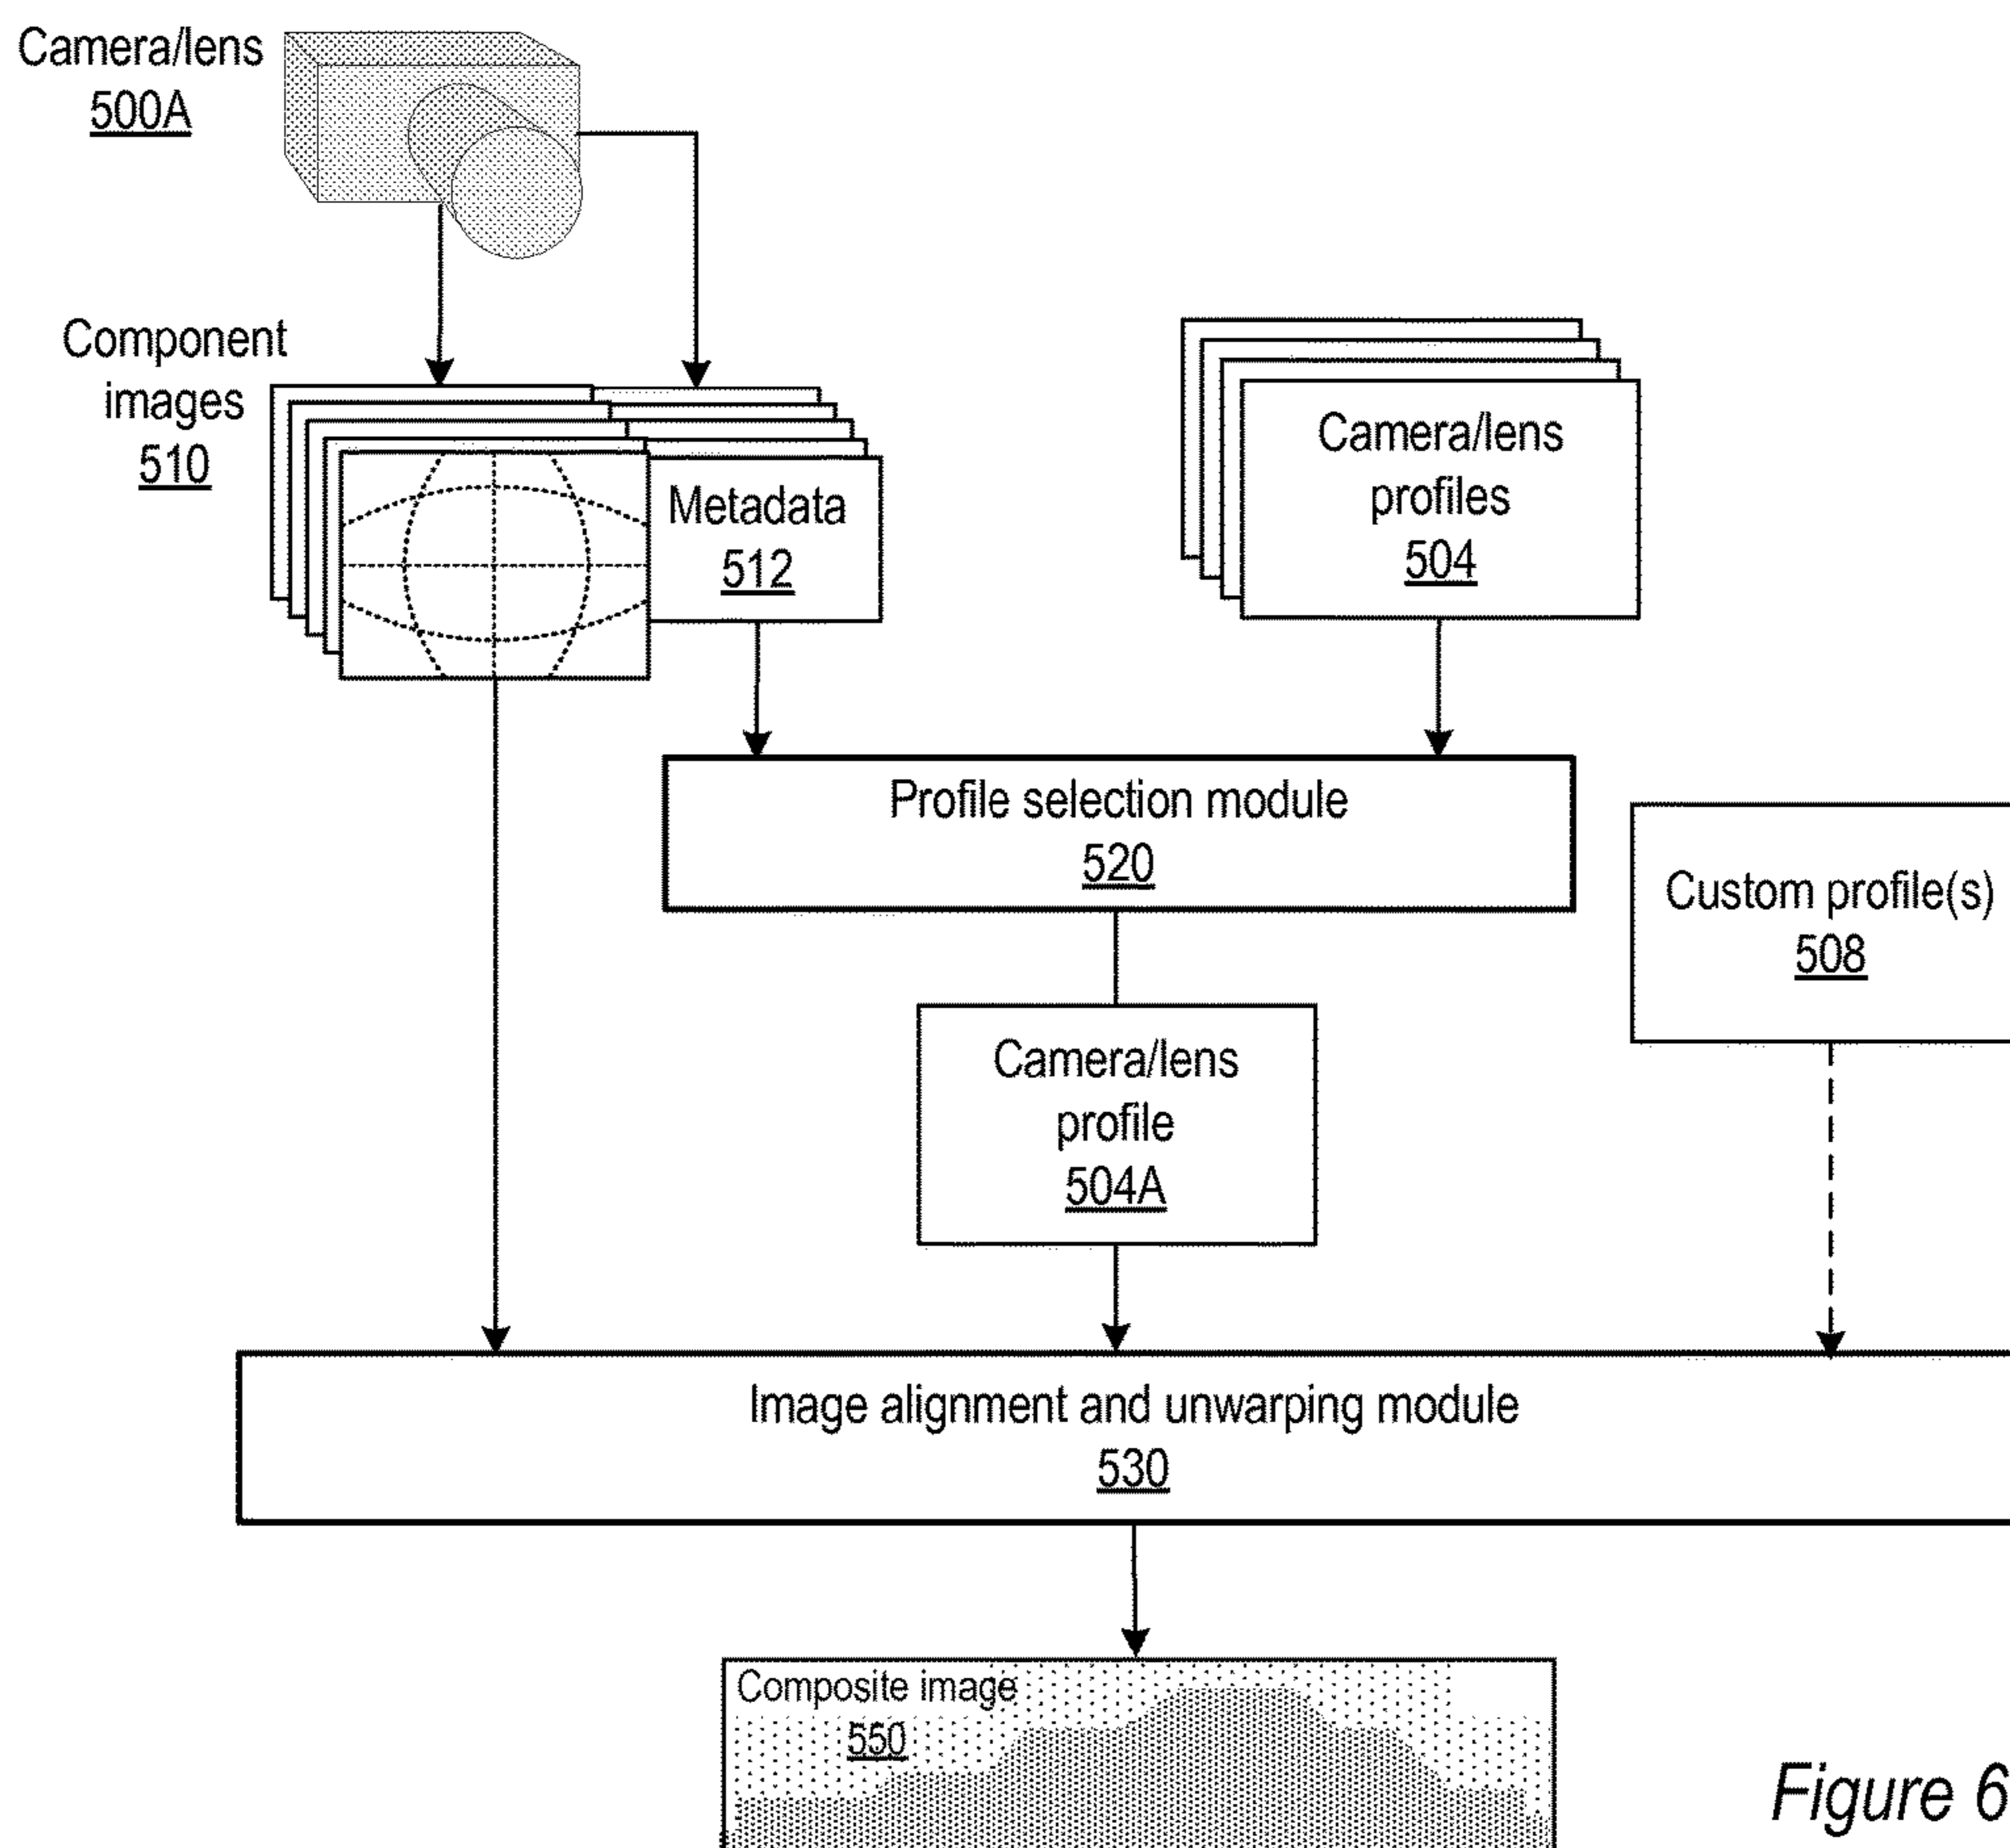 Camera/lens
500A
Component
images
510
Metadata
512
Camera/lens
profiles
504
Profile selection module
520
Custom profile(s)
508
Camera/lens
profile
504A
Image alignment and unwarping module
530
Composite image
550
Figure 6